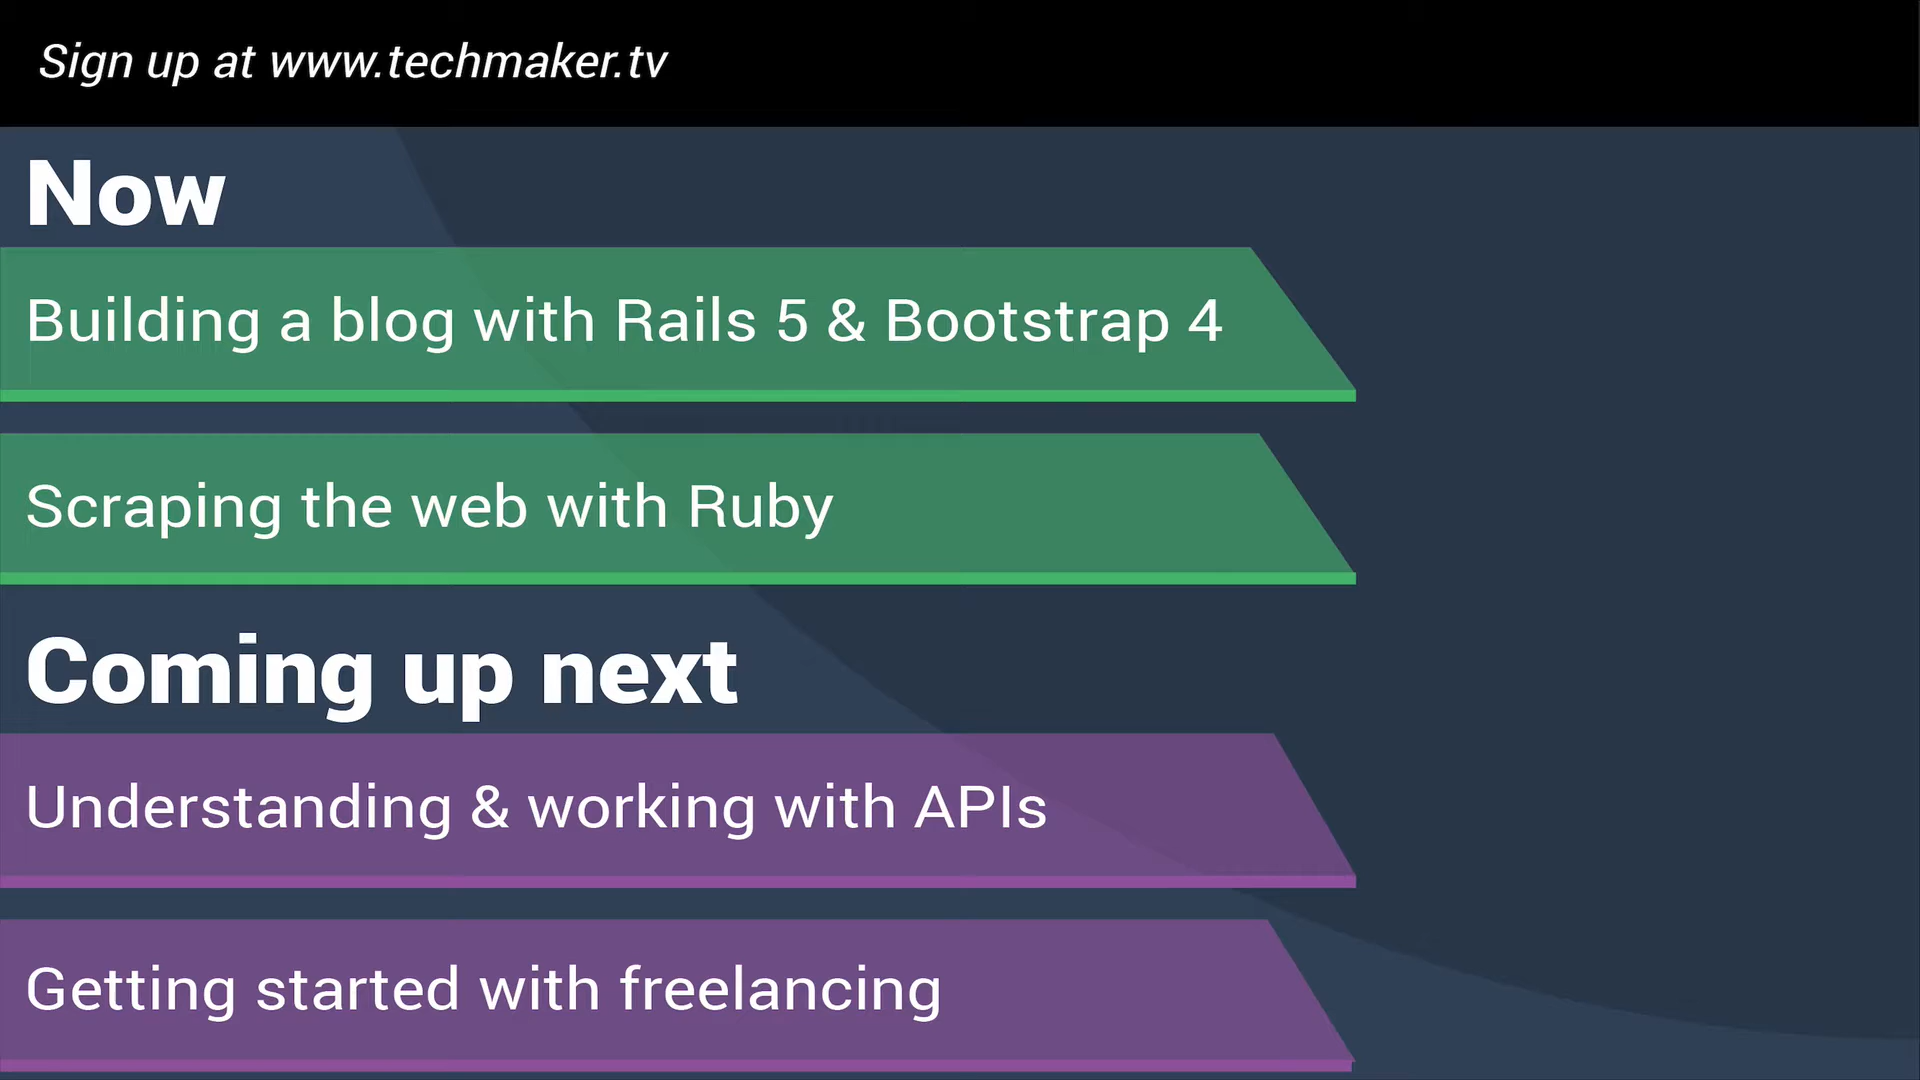 Sign up at www.techmaker.tv
Now
Building a blog with Rails 5 & Bootstrap 4
Scraping the web with Ruby
Coming up next
Understanding & working with APIs
Getting started with freelancing